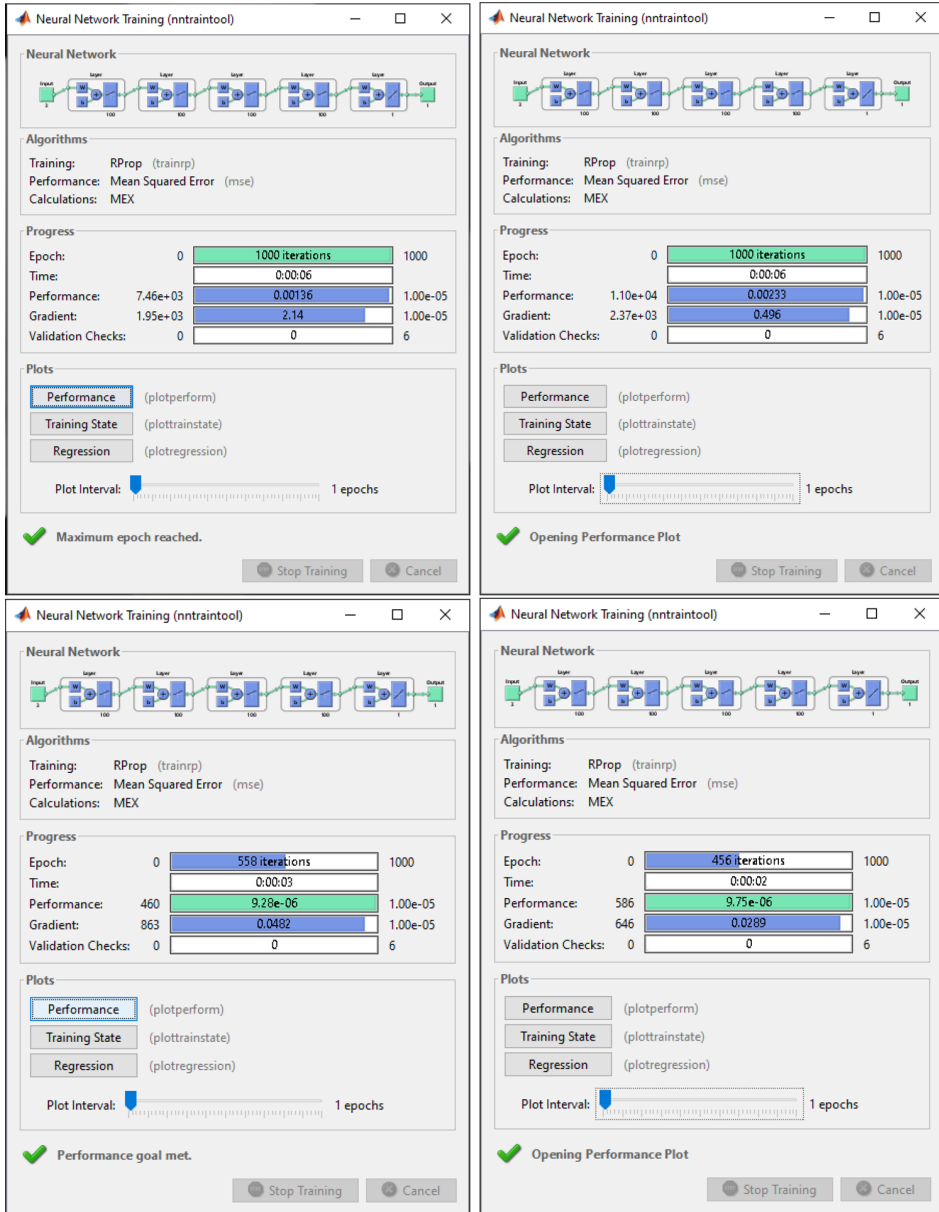 Neural Network Training (nntraintool)
Neural Network
Input Layer Layer Layer Layer Layer Output
W W W W W
b b b b b
3 100 100 100 100 1 1
Algorithms
Training: RProp (trainrp)
Performance: Mean Squared Error (mse)
Calculations: MEX
Progress
Epoch: 0 1000 iterations 1000
Time: 0:00:06
Performance: 7.46e+03 0.00136 1.00e-05
Gradient: 1.95e+03 2.14 1.00e-05
Validation Checks: 0 0 6
Plots
Performance (plotperform)
Training State (plottrainstate)
Regression (plotregression)
Plot Interval: 1 epochs
Maximum epoch reached.
Stop Training Cancel
Neural Network Training (nntraintool)
Neural Network
Input Layer Layer Layer Layer Layer Output
W W W W W
b b b b b
3 100 100 100 100 1 1
Algorithms
Training: RProp (trainrp)
Performance: Mean Squared Error (mse)
Calculations: MEX
Progress
Epoch: 0 1000 iterations 1000
Time: 0:00:06
Performance: 1.10e+04 0.00233 1.00e-05
Gradient: 2.37e+03 0.496 1.00e-05
Validation Checks: 0 0 6
Plots
Performance (plotperform)
Training State (plottrainstate)
Regression (plotregression)
Plot Interval: 1 epochs
Opening Performance Plot
Stop Training Cancel
Neural Network Training (nntraintool)
Neural Network
Input Layer Layer Layer Layer Layer Output
W W W W W
b b b b b
3 100 100 100 100 1 1
Algorithms
Training: RProp (trainrp)
Performance: Mean Squared Error (mse)
Calculations: MEX
Progress
Epoch: 0 558 iterations 1000
Time: 0:00:03
Performance: 460 9.28e-06 1.00e-05
Gradient: 863 0.0482 1.00e-05
Validation Checks: 0 0 6
Plots
Performance (plotperform)
Training State (plottrainstate)
Regression (plotregression)
Plot Interval: 1 epochs
Performance goal met.
Stop Training Cancel
Neural Network Training (nntraintool)
Neural Network
Input Layer Layer Layer Layer Layer Output
W W W W W
b b b b b
3 100 100 100 100 1 1
Algorithms
Training: RProp (trainrp)
Performance: Mean Squared Error (mse)
Calculations: MEX
Progress
Epoch: 0 456 iterations 1000
Time: 0:00:02
Performance: 586 9.75e-06 1.00e-05
Gradient: 646 0.0289 1.00e-05
Validation Checks: 0 0 6
Plots
Performance (plotperform)
Training State (plottrainstate)
Regression (plotregression)
Plot Interval: 1 epochs
Opening Performance Plot
Stop Training Cancel